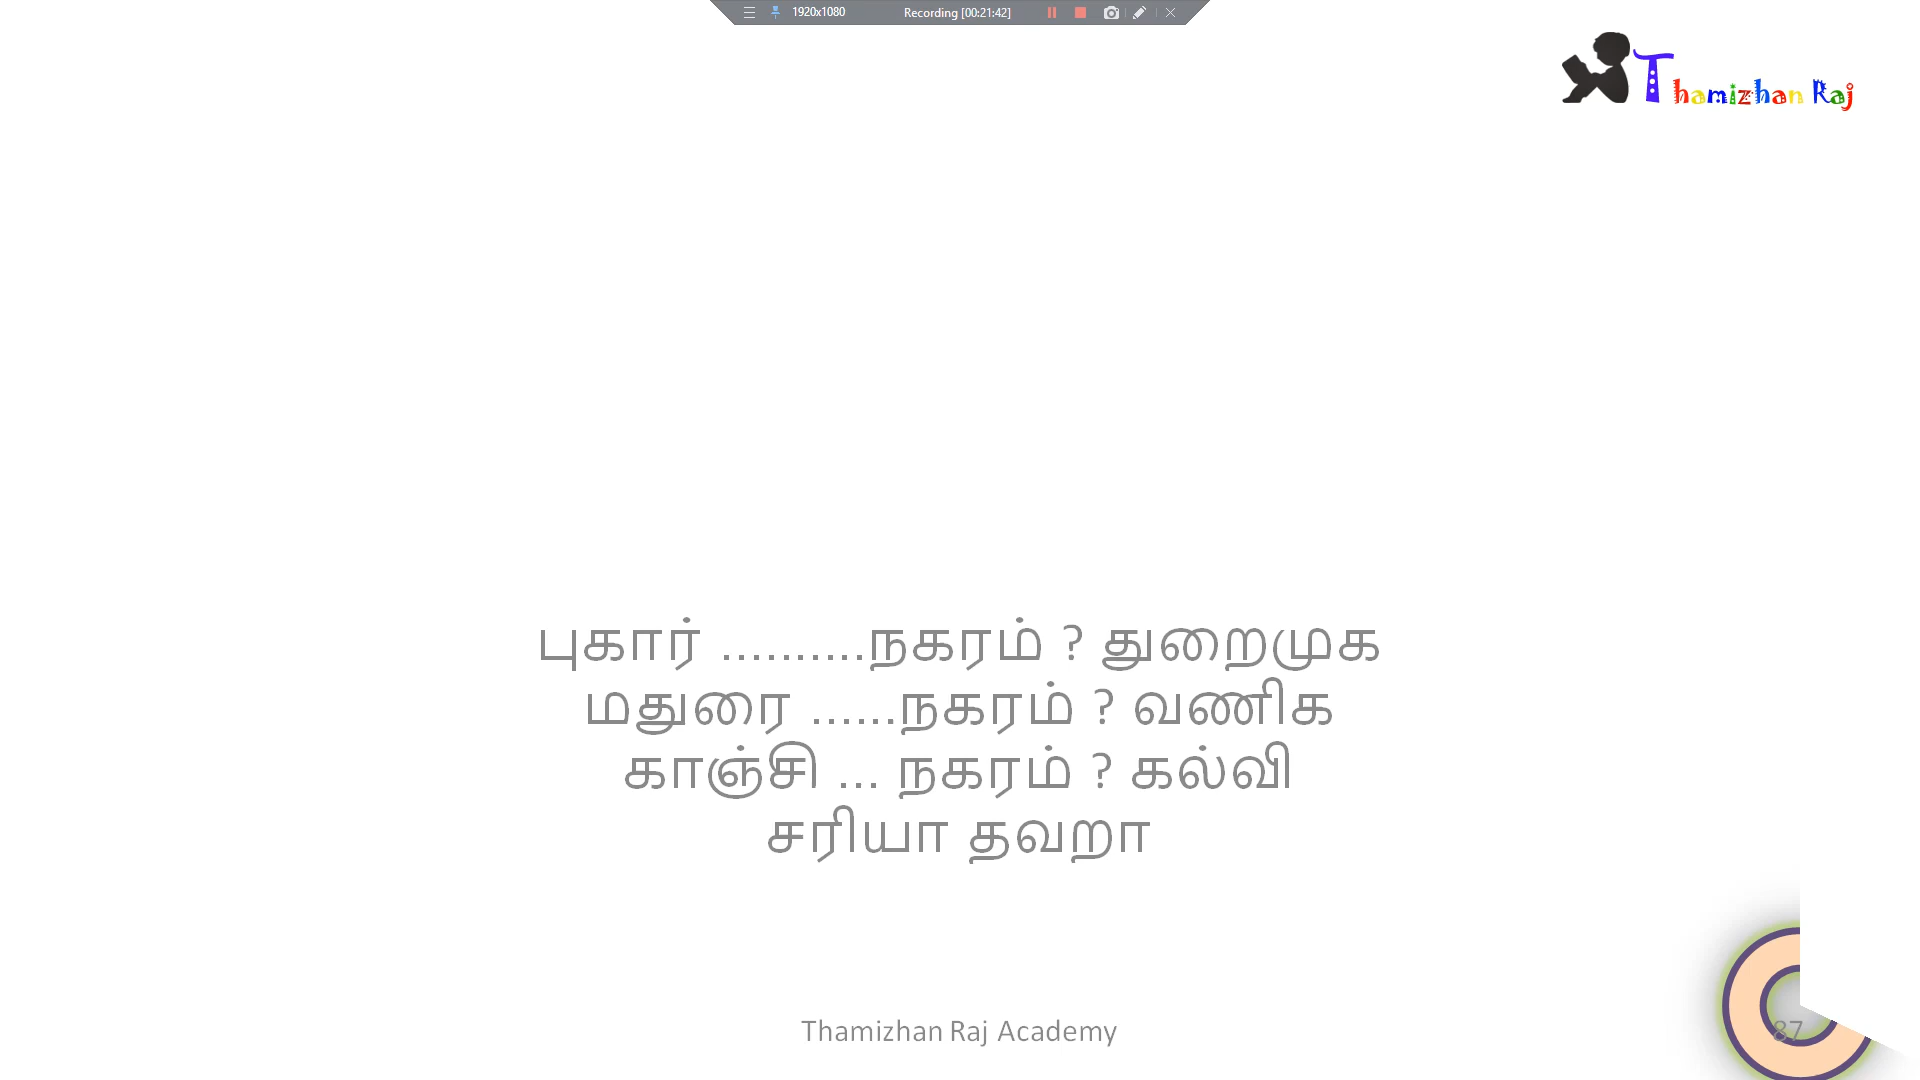 1920x1080 Recording [00:21:42]
Thamizhan Raj
புகார் ..........நகரம் ? துறைமுக
மதுரை ......நகரம் ? வணிக
காஞ்சி ... நகரம் ? கல்வி
சரியா தவறா
Thamizhan Raj Academy
87